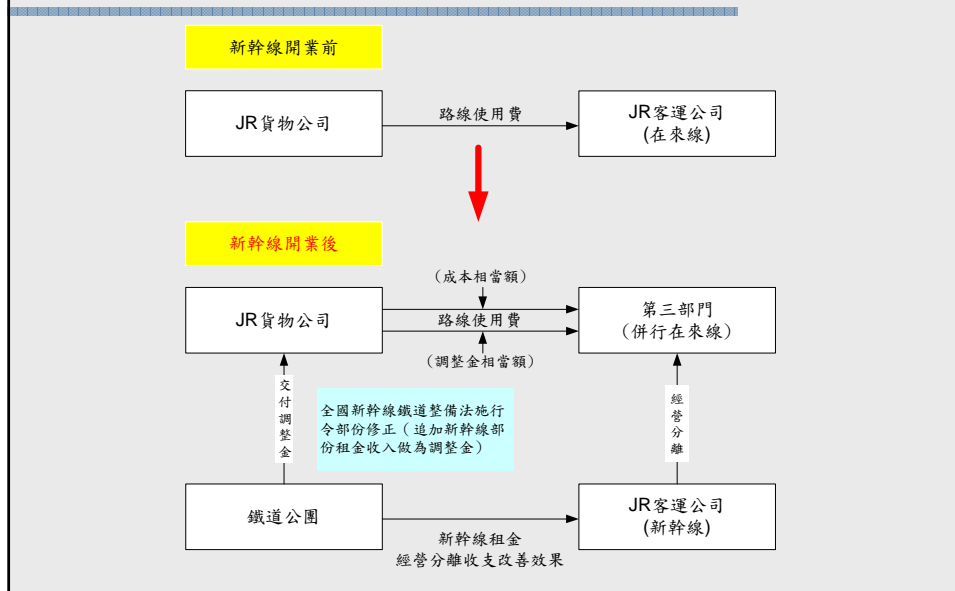 新幹線開業前
JR貨物公司
路線使用費
JR客運公司
(在來線)
新幹線開業後
（成本相當額）
JR貨物公司
路線使用費
第三部門
（併行在來線）
（調整金相當額）
交付調整金
全國新幹線鐵道整備法施行
令部份修正（追加新幹線部
份租金收入做為調整金）
經營分離
鐵道公團
JR客運公司
(新幹線)
新幹線租金
經營分離收支改善效果